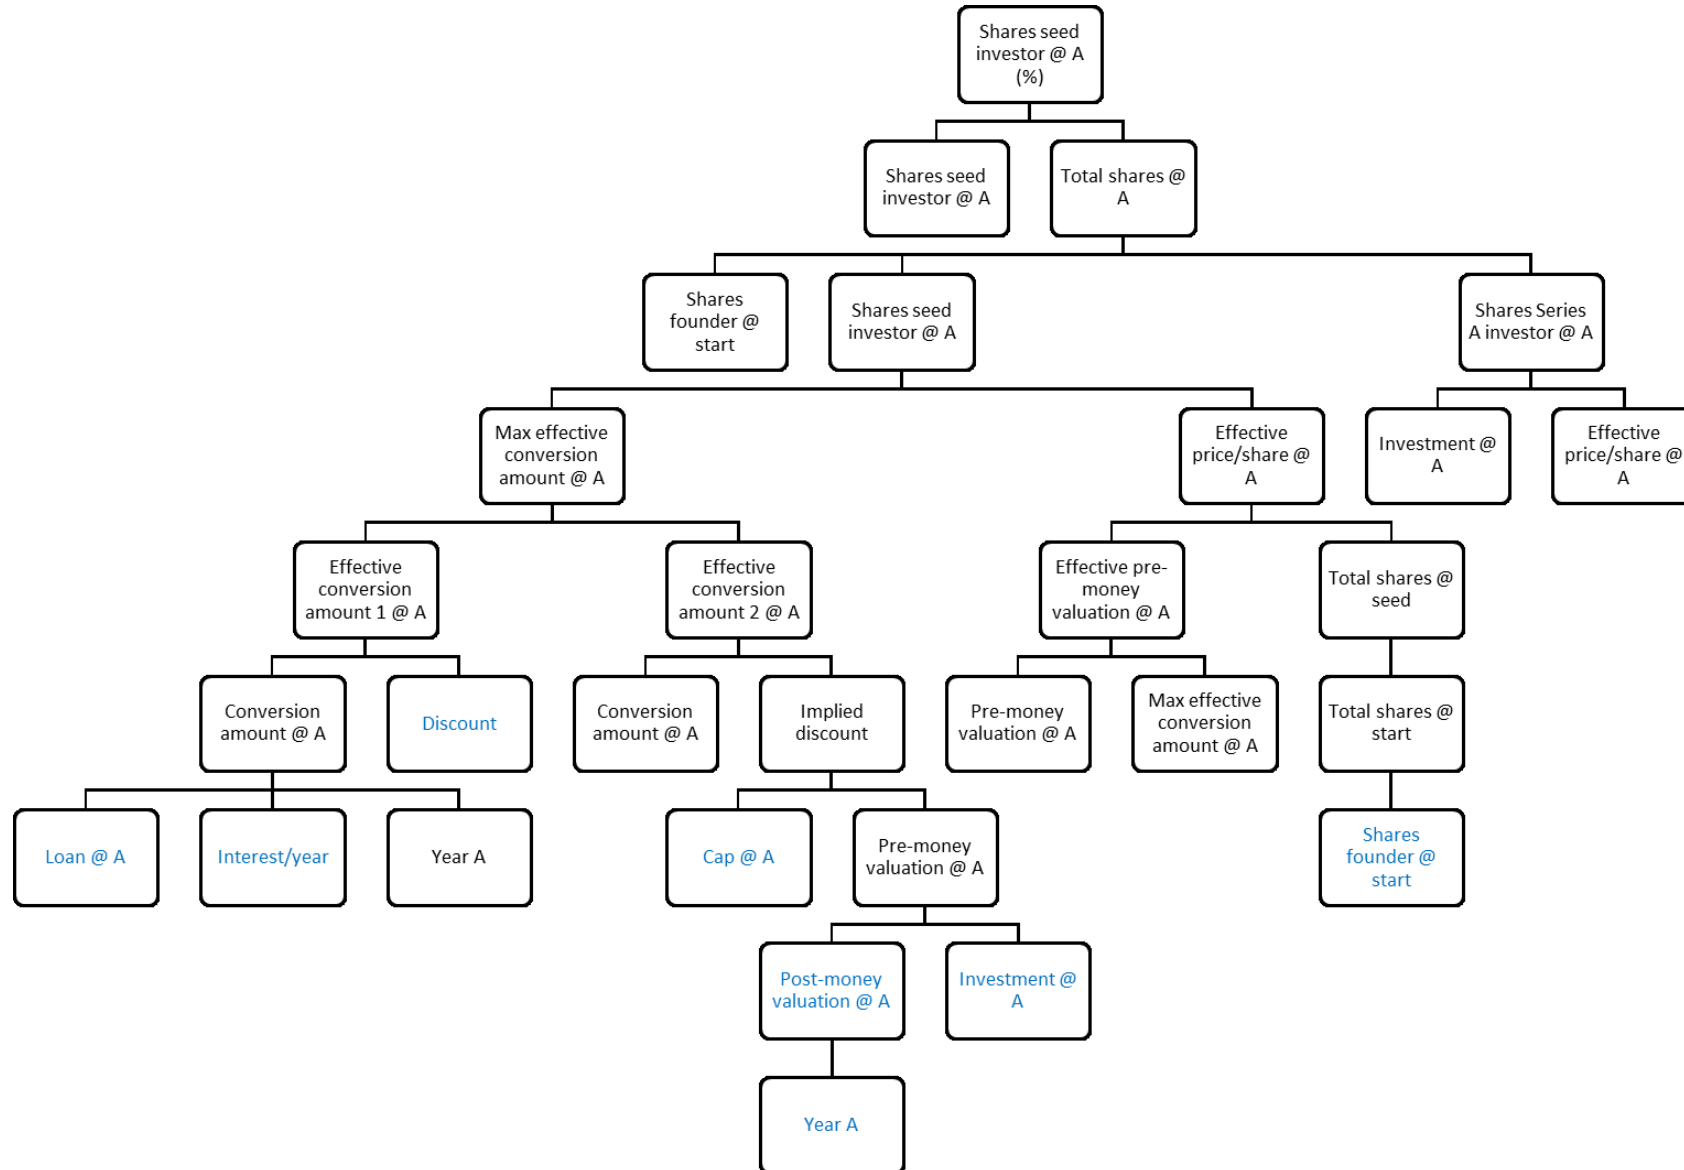 Shares seed
investor @ A
(%)
Shares seed
investor @ A
Total shares @
A
Shares
founder @
start
Shares seed
investor @ A
Shares Series
A investor @ A
Max effective
conversion
amount @ A
Effective
price/share @
A
Investment @
A
Effective
price/share @
A
Effective
conversion
amount 1 @ A
Effective
conversion
amount 2 @ A
Effective pre-
money
valuation @ A
Total shares @
seed
Conversion
amount @ A
Discount
Conversion
amount @ A
Implied
discount
Pre-money
valuation @ A
Max effective
conversion
amount @ A
Total shares @
start
Loan @ A
Interest/year
Year A
Cap @ A
Pre-money
valuation @ A
Shares
founder @
start
Post-money
valuation @ A
Investment @
A
Year A